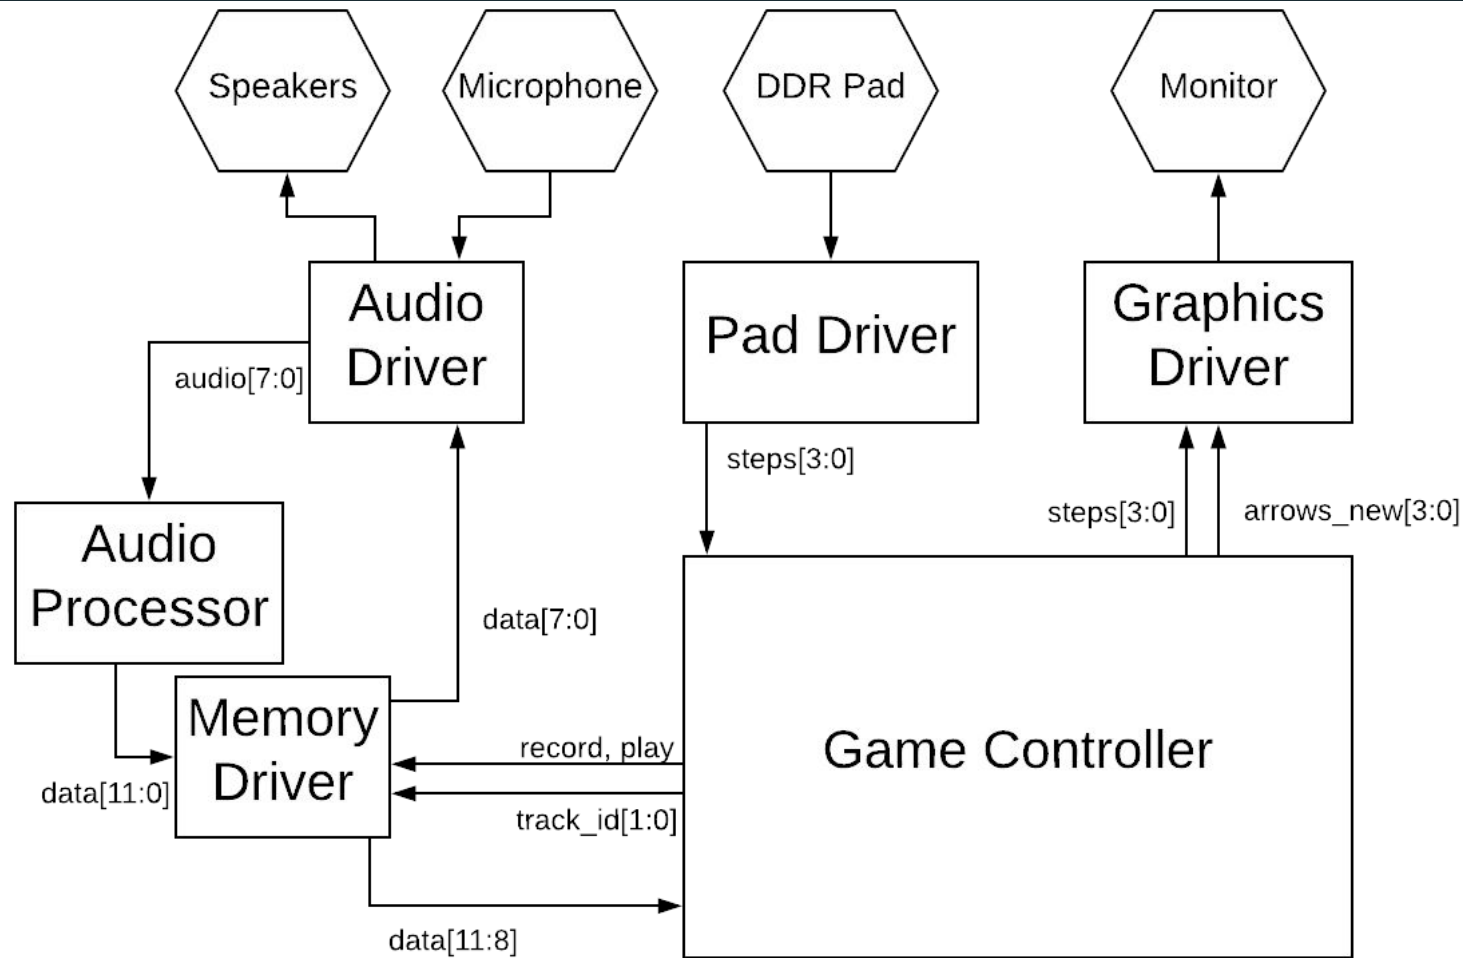 Speakers
Microphone
DDR Pad
Monitor
Audio
Driver
Pad Driver
Graphics
Driver
audio[7:0]
steps[3:0]
steps[3:0]
arrows_new[3:0]
Audio
Processor
data[7:0]
Memory
Driver
record, play
Game Controller
data[11:0]
track_id[1:0]
data[11:8]